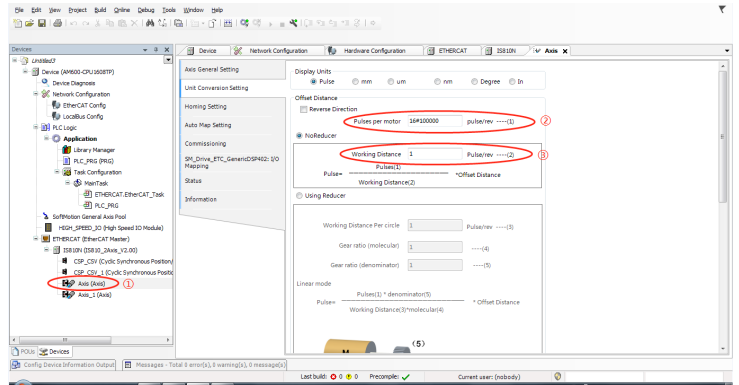 File Edit View Project Build Online Debug Tools Window Help
Devices
Untitled3
Device (AM600-CPU1608TP)
Device Diagnosis
Network Configuration
EtherCAT Config
LocalBus Config
PLC Logic
Application
Library Manager
PLC_PRG (PRG)
Task Configuration
MainTask
ETHERCAT.EtherCAT_Task
PLC_PRG
SoftMotion General Axis Pool
HIGH_SPEED_IO (High Speed IO Module)
ETHERCAT (EtherCAT Master)
IS810N (IS810_2Axis_V2.00)
CSP_CSV (Cyclic Synchronous Position/
CSP_CSV_1 (Cyclic Synchronous Positic
Axis (Axis) ①
Axis_1 (Axis)
POUs Devices
Device Network Configuration Hardware Configuration ETHERCAT IS810N Axis x
Axis General Setting
Unit Conversion Setting
Homing Setting
Auto Map Setting
Commissioning
SM_Drive_ETC_GenericDSP402: I/O
Mapping
Status
Information
Display Units
Pulse mm um nm Degree In
Offset Distance
Reverse Direction
Pulses per motor 16#100000 pulse/rev ----(1) ②
NoReducer
Working Distance 1 Pulse/rev ----(2) ③
Pulses(1)
Pulse= *Offset Distance
Working Distance(2)
Using Reducer
Working Distance Per circle 1 Pulse/rev ----(3)
Gear ratio (molecular) 1 ----(4)
Gear ratio (denominator) 1 ----(5)
Linear mode
Pulses(1) * denominator(5)
Pulse= * Offset Distance
Working Distance(3)*molecular(4)
(5)
M
Config Device Information Output Messages - Total 0 error(s), 0 warning(s), 0 message(s)
Last build: 0 0 Precompile: Current user: (nobody)